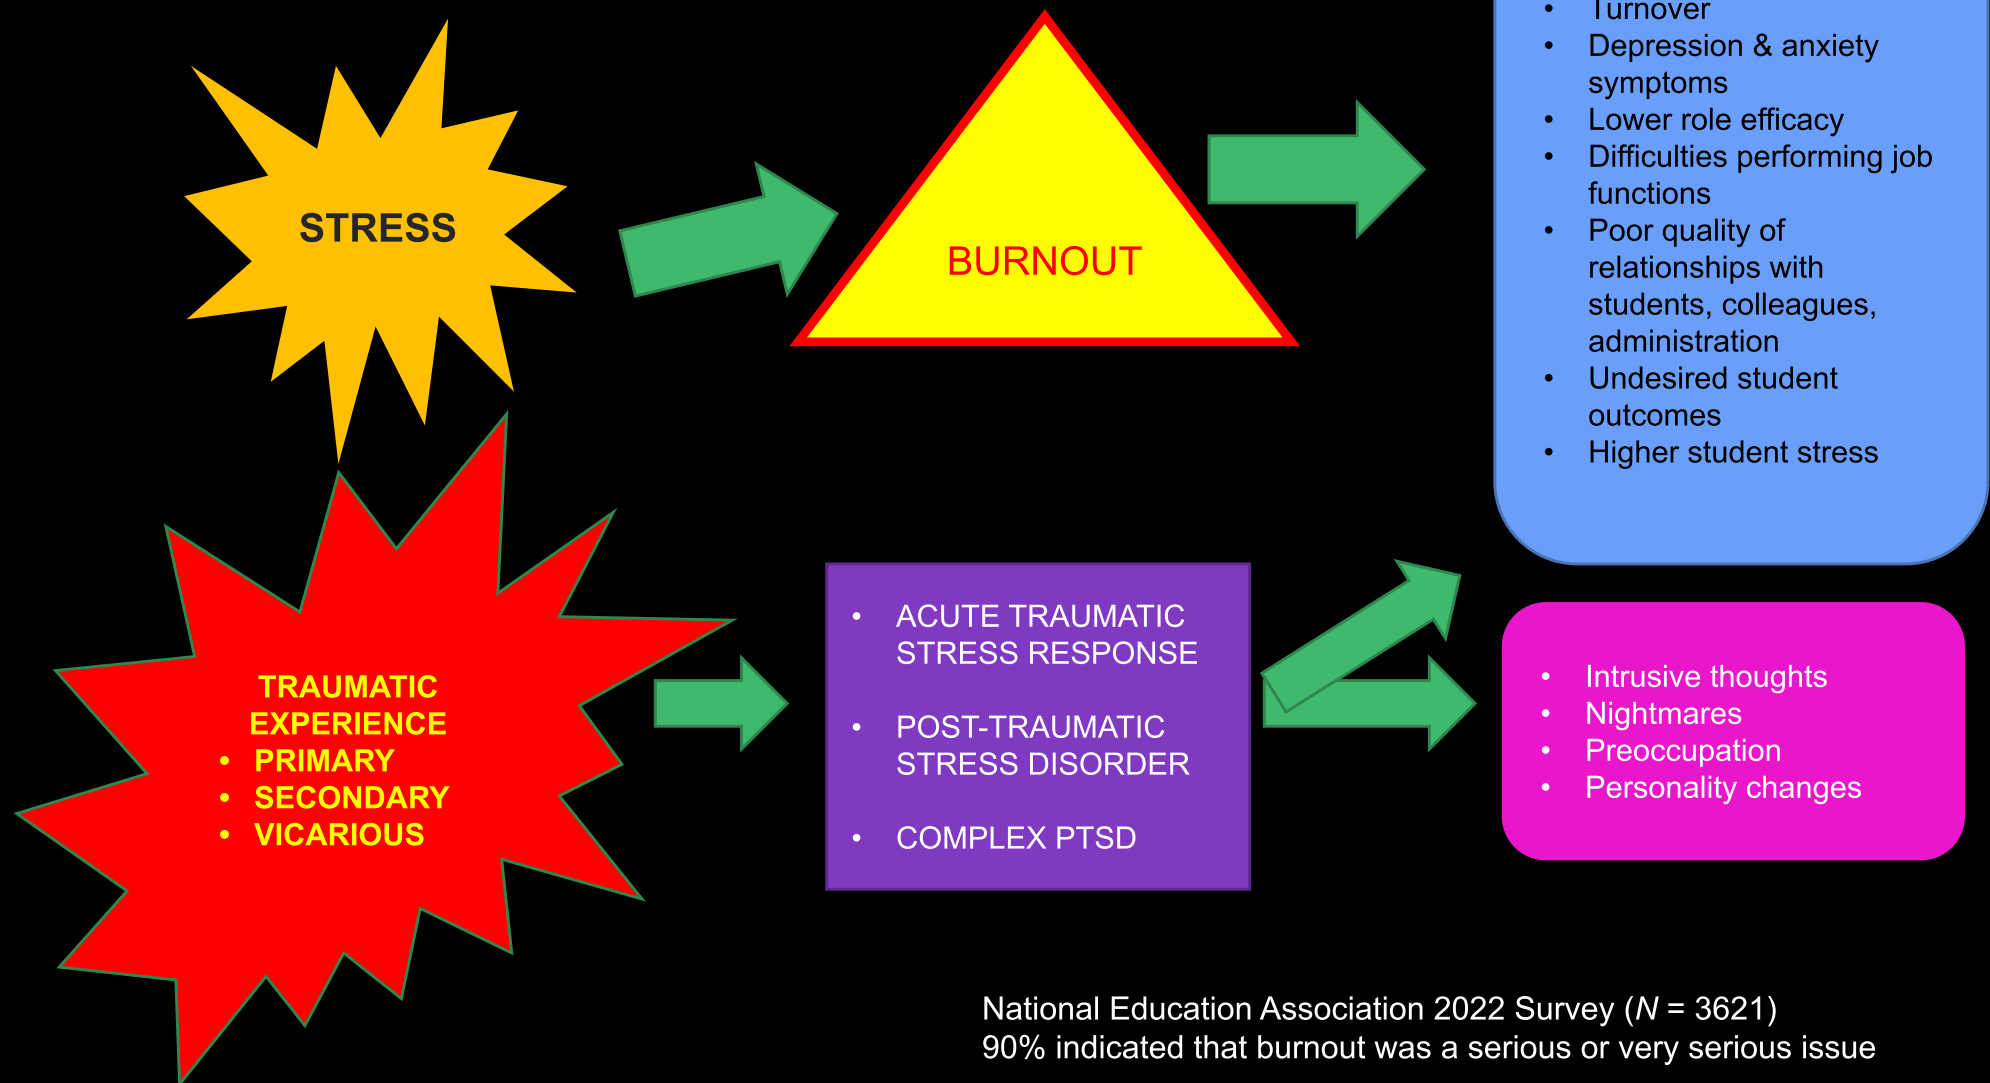 STRESS
BURNOUT
• Turnover
• Depression & anxiety
symptoms
• Lower role efficacy
• Difficulties performing job
functions
• Poor quality of
relationships with
students, colleagues,
administration
• Undesired student
outcomes
• Higher student stress
TRAUMATIC
EXPERIENCE
• PRIMARY
• SECONDARY
• VICARIOUS
• ACUTE TRAUMATIC
STRESS RESPONSE
• POST-TRAUMATIC
STRESS DISORDER
• COMPLEX PTSD
• Intrusive thoughts
• Nightmares
• Preoccupation
• Personality changes
National Education Association 2022 Survey (N = 3621)
90% indicated that burnout was a serious or very serious issue